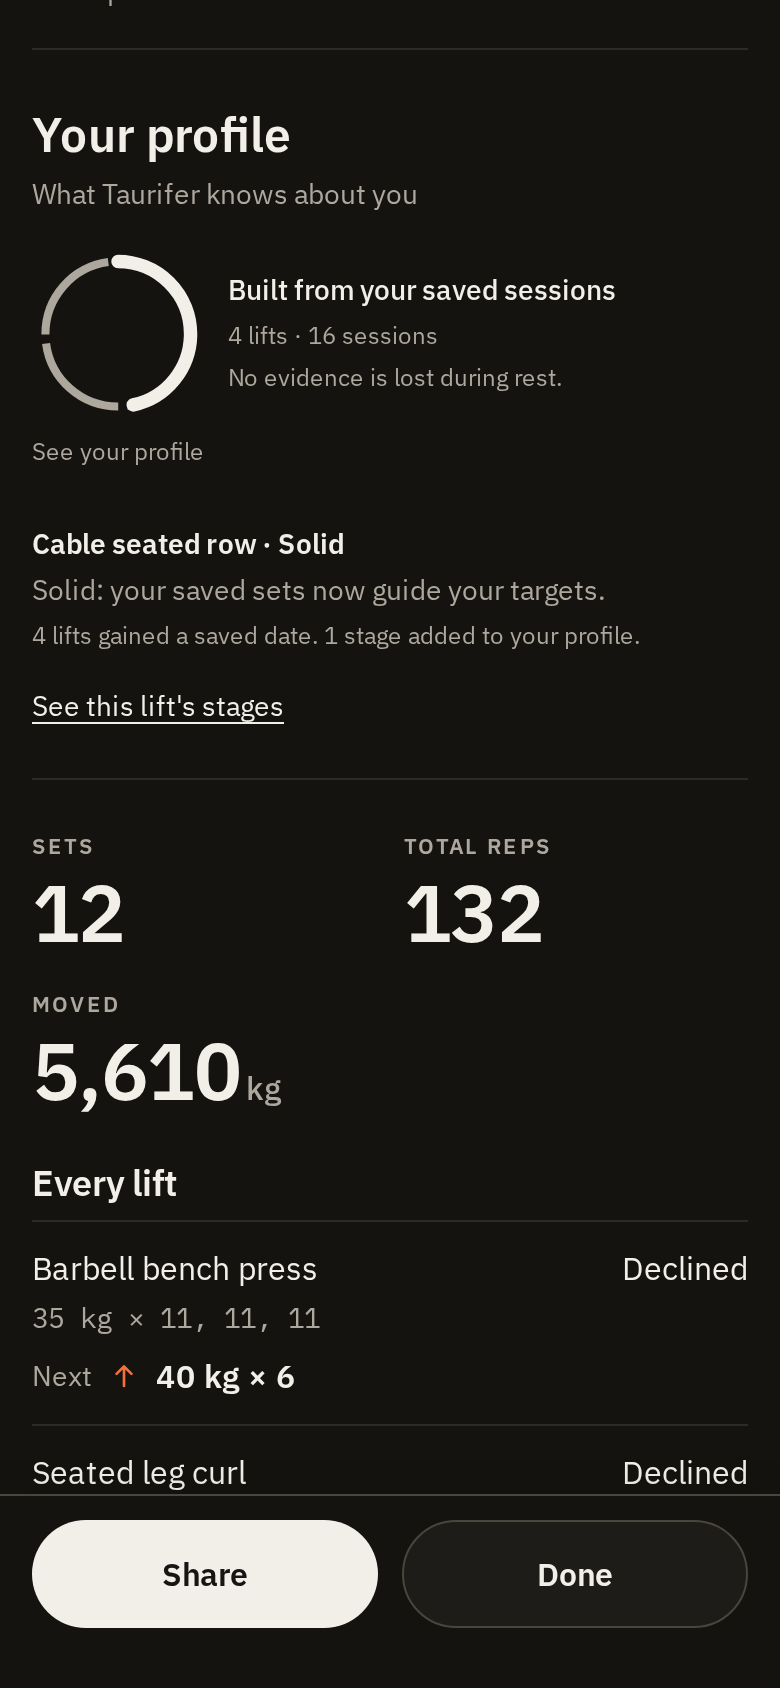 Your profile
What Taurifer knows about you
Built from your saved sessions
4 lifts · 16 sessions
No evidence is lost during rest.
See your profile
Cable seated row · Solid
Solid: your saved sets now guide your targets.
4 lifts gained a saved date. 1 stage added to your profile.
See this lift's stages
SETS
TOTAL REPS
12
132
MOVED
5,610 kg
Every lift
Barbell bench press Declined
35 kg × 11, 11, 11
Next ↑ 40 kg × 6
Seated leg curl Declined
Share
Done